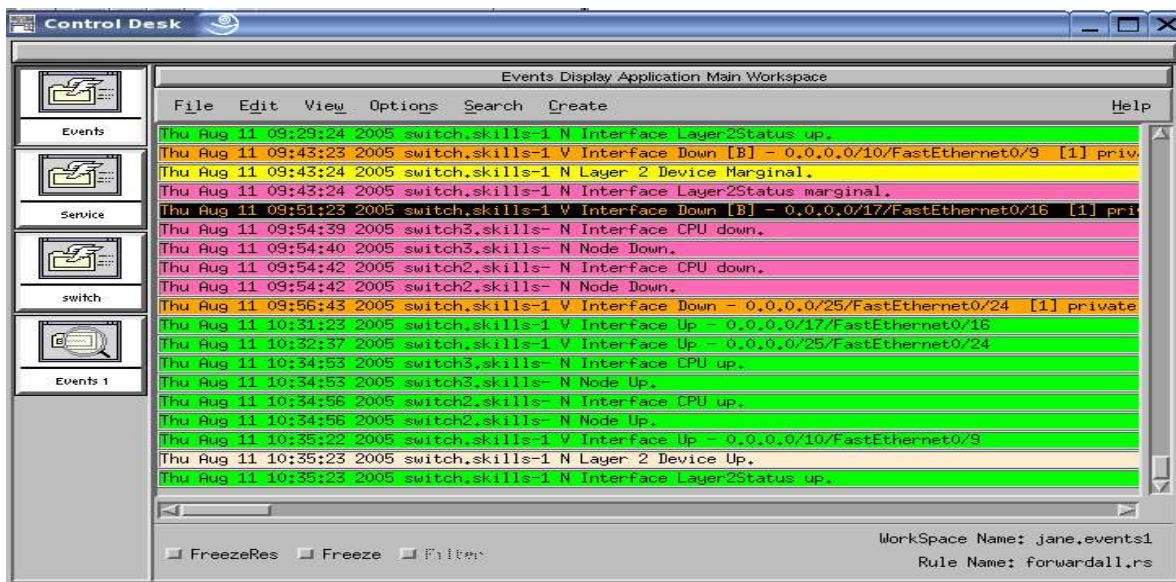 Control Desk
Events Display Application Main Workspace
File Edit View Options Search Create Help
Events
Service
switch
Events 1
Thu Aug 11 09:29:24 2005 switch.skills-1 N Interface Layer2Status up.
Thu Aug 11 09:43:23 2005 switch.skills-1 V Interface Down [B] - 0.0.0.0/10/FastEthernet0/9 [1] priv
Thu Aug 11 09:43:24 2005 switch.skills-1 N Layer 2 Device Marginal.
Thu Aug 11 09:43:24 2005 switch.skills-1 N Interface Layer2Status marginal.
Thu Aug 11 09:51:23 2005 switch.skills-1 V Interface Down [B] - 0.0.0.0/17/FastEthernet0/16 [1] pri
Thu Aug 11 09:54:39 2005 switch3.skills- N Interface CPU down.
Thu Aug 11 09:54:40 2005 switch3.skills- N Node Down.
Thu Aug 11 09:54:42 2005 switch2.skills- N Interface CPU down.
Thu Aug 11 09:54:42 2005 switch2.skills- N Node Down.
Thu Aug 11 09:56:43 2005 switch.skills-1 V Interface Down - 0.0.0.0/25/FastEthernet0/24 [1] private
Thu Aug 11 10:31:23 2005 switch.skills-1 V Interface Up - 0.0.0.0/17/FastEthernet0/16
Thu Aug 11 10:32:37 2005 switch.skills-1 V Interface Up - 0.0.0.0/25/FastEthernet0/24
Thu Aug 11 10:34:53 2005 switch3.skills- N Interface CPU up.
Thu Aug 11 10:34:53 2005 switch3.skills- N Node Up.
Thu Aug 11 10:34:56 2005 switch2.skills- N Interface CPU up.
Thu Aug 11 10:34:56 2005 switch2.skills- N Node Up.
Thu Aug 11 10:35:22 2005 switch.skills-1 V Interface Up - 0.0.0.0/10/FastEthernet0/9
Thu Aug 11 10:35:23 2005 switch.skills-1 N Layer 2 Device Up.
Thu Aug 11 10:35:23 2005 switch.skills-1 N Interface Layer2Status up.
FreezeRes Freeze Filter
WorkSpace Name: jane.events1
Rule Name: forwardall.rs